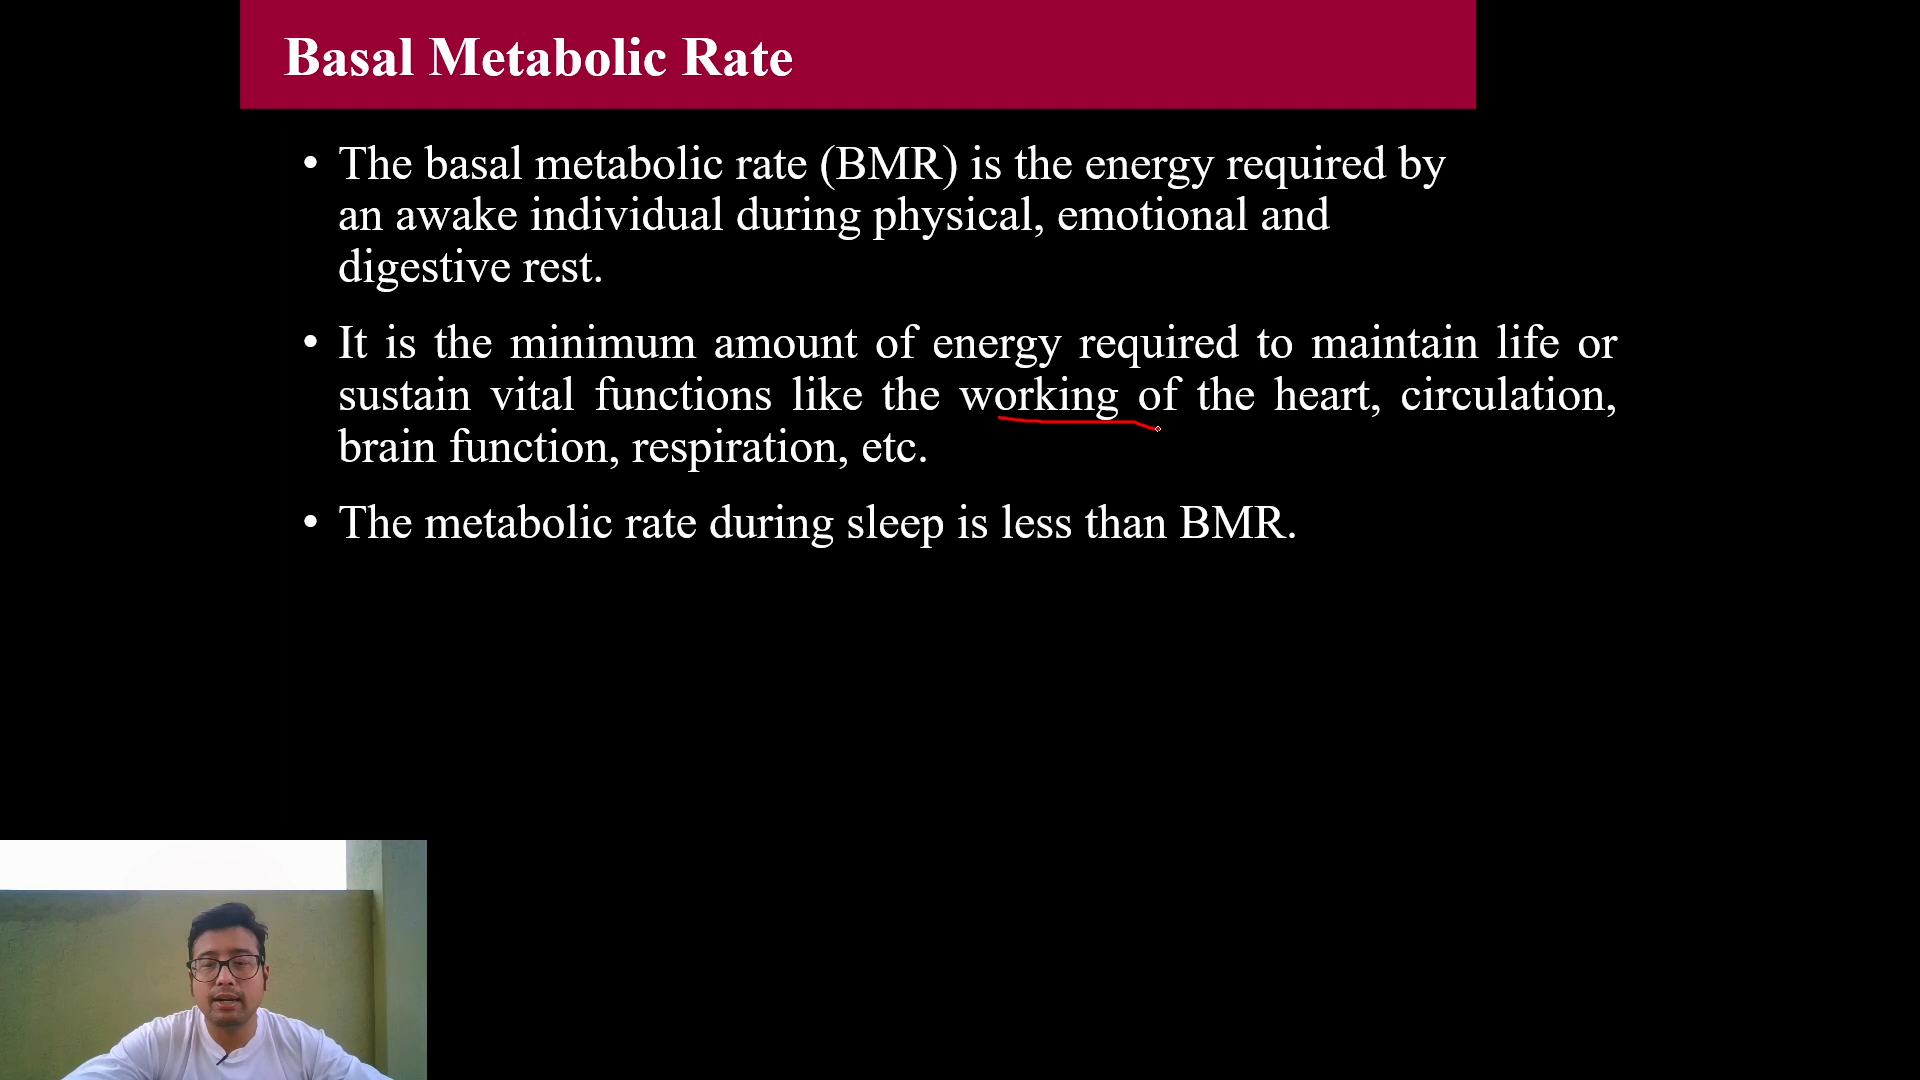 Basal Metabolic Rate
• The basal metabolic rate (BMR) is the energy required by
an awake individual during physical, emotional and
digestive rest.
• It is the minimum amount of energy required to maintain life or
sustain vital functions like the working of the heart, circulation,
brain function, respiration, etc.
• The metabolic rate during sleep is less than BMR.